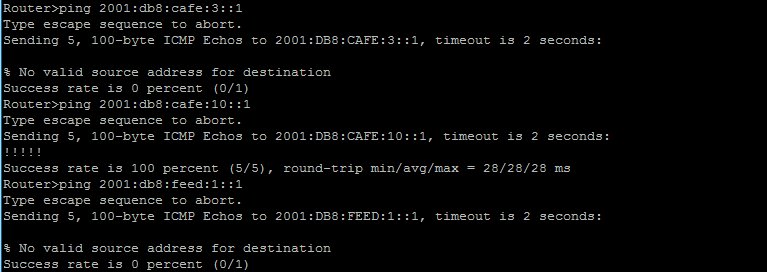 Router>ping 2001:db8:cafe:3::1
Type escape sequence to abort.
Sending 5, 100-byte ICMP Echos to 2001:DB8:CAFE:3::1, timeout is 2 seconds:
% No valid source address for destination
Success rate is 0 percent (0/1)
Router>ping 2001:db8:cafe:10::1
Type escape sequence to abort.
Sending 5, 100-byte ICMP Echos to 2001:DB8:CAFE:10::1, timeout is 2 seconds:
!!!!!
Success rate is 100 percent (5/5), round-trip min/avg/max = 28/28/28 ms
Router>ping 2001:db8:feed:1::1
Type escape sequence to abort.
Sending 5, 100-byte ICMP Echos to 2001:DB8:FEED:1::1, timeout is 2 seconds:
% No valid source address for destination
Success rate is 0 percent (0/1)